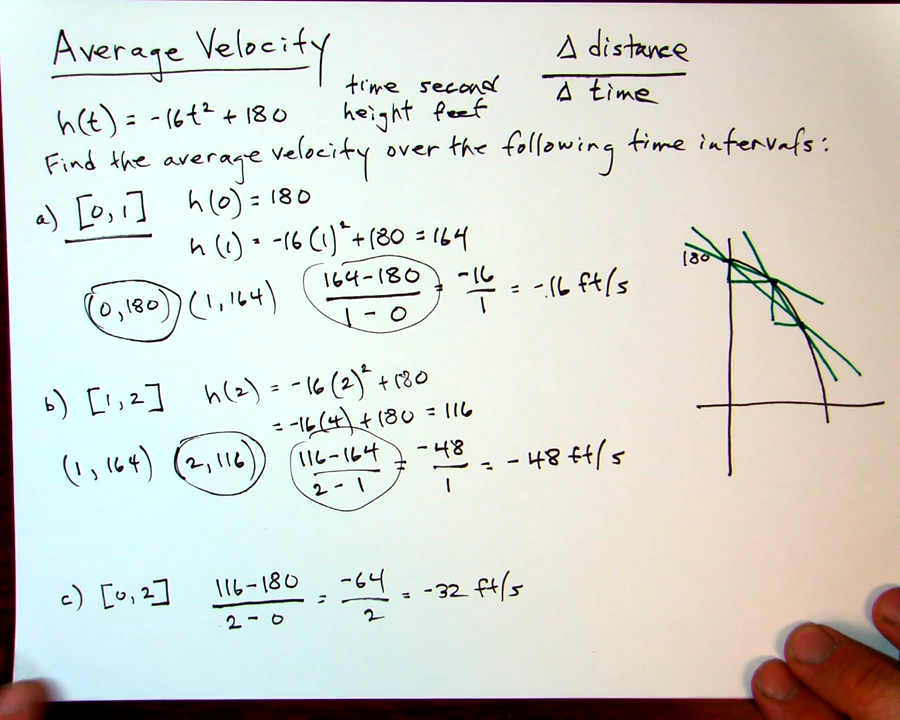 Average Velocity
Δ distance
Δ time
h(t) = -16t² + 180
time second
height feet
Find the average velocity over the following time intervals:
a) [0,1] h(0) = 180
h(1) = -16(1)² + 180 = 164
(0,180) (1,164) 164-180 / 1-0 = -16/1 = -16 ft/s
180
b) [1,2] h(2) = -16(2)² + 180
= -16(4) + 180 = 116
(1,164) (2,116) 116-164 / 2-1 = -48/1 = -48 ft/s
c) [0,2] 116-180 / 2-0 = -64/2 = -32 ft/s